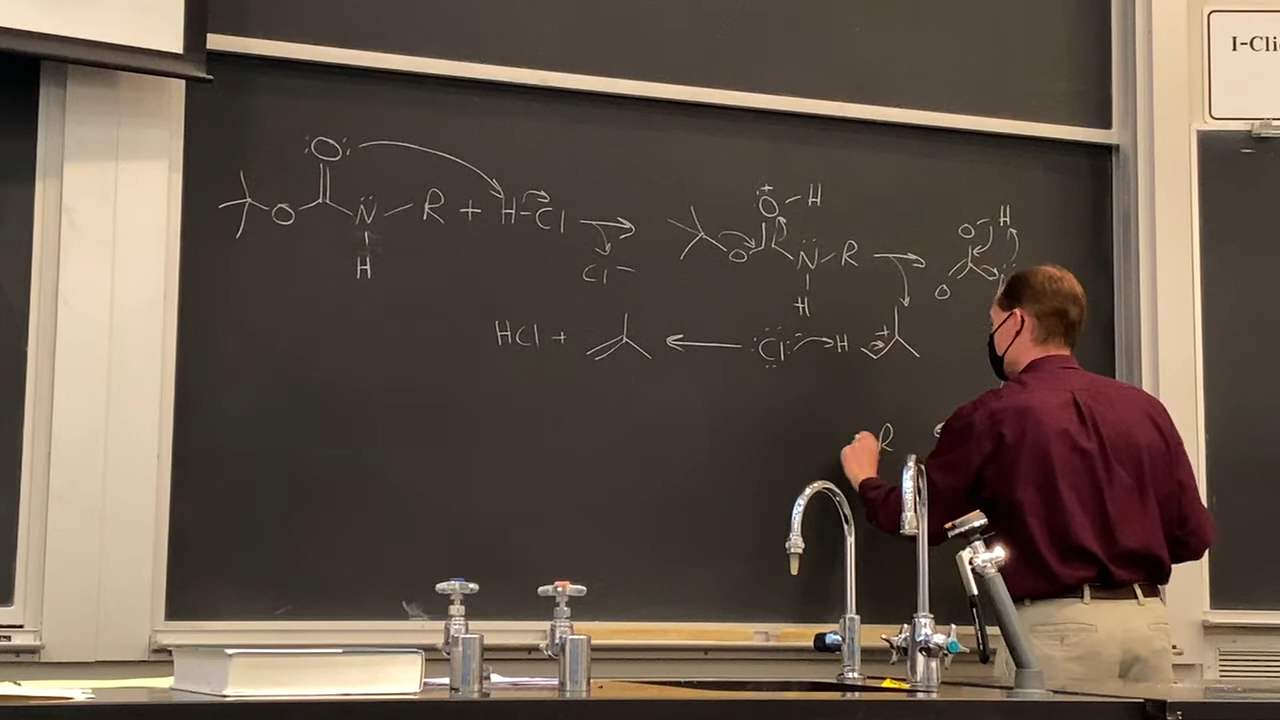 I-Cli
:O:
O N R + H-Cl
H
Cl −
+
O-H
O N R
H
O-H
O
HCl +
:Cl: − H +
R